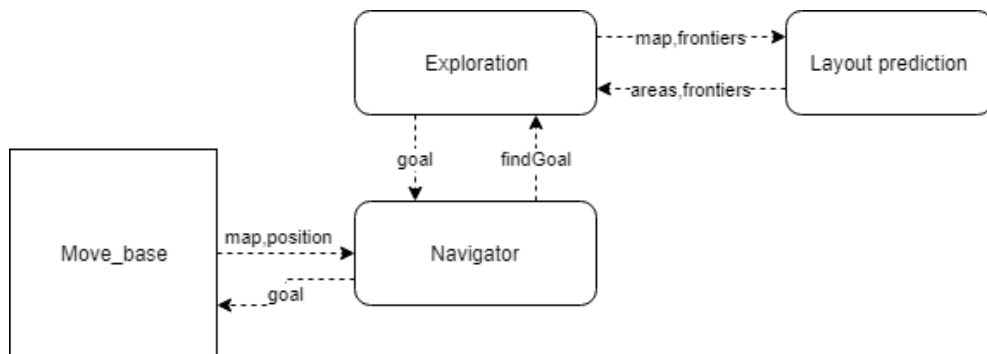 Exploration
map,frontiers
Layout prediction
areas,frontiers
goal
findGoal
Move_base
map,position
Navigator
goal